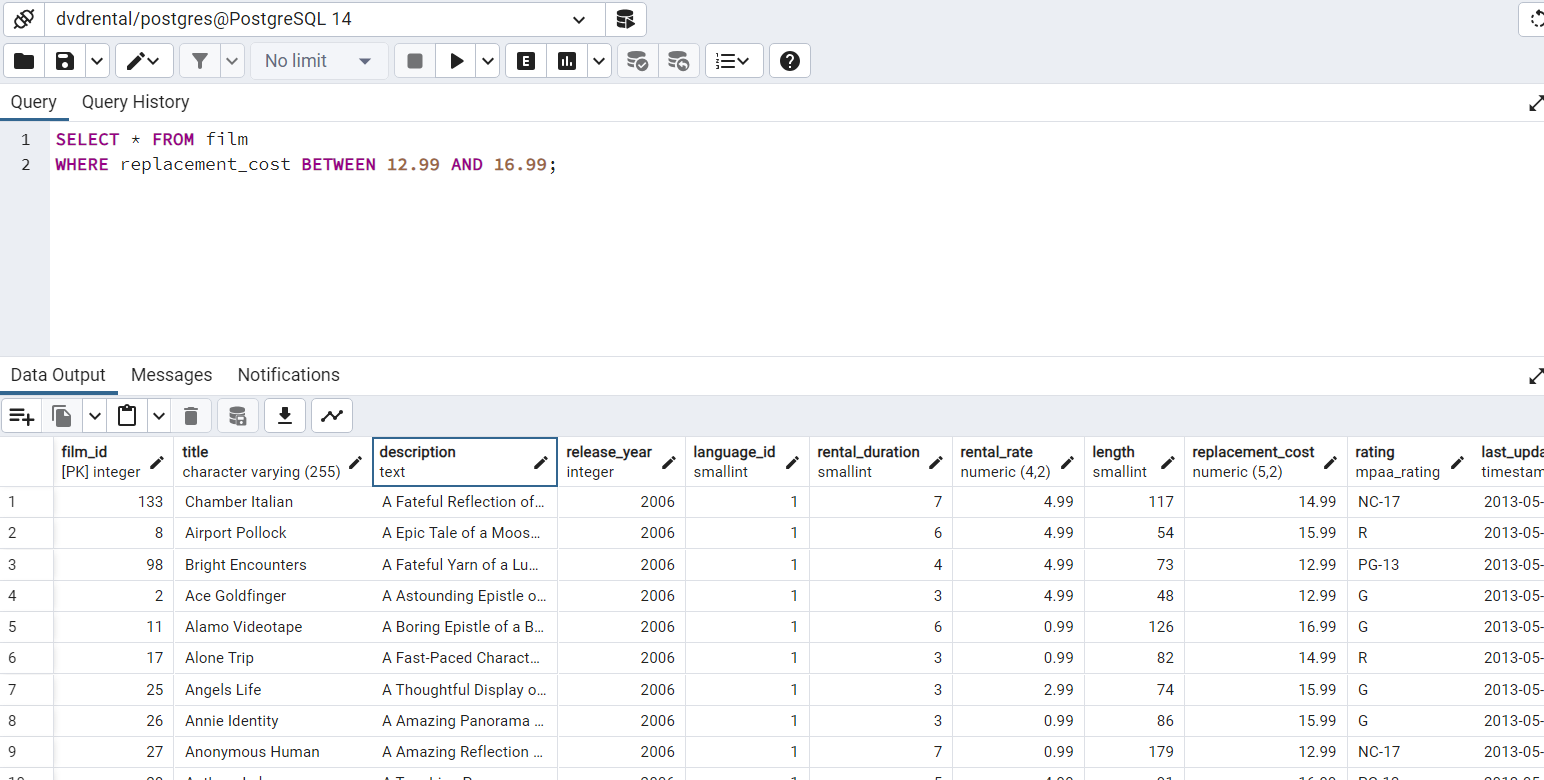 dvdrental/postgres@PostgreSQL 14
No limit
E
Query Query History
1 SELECT * FROM film
2 WHERE replacement_cost BETWEEN 12.99 AND 16.99;
Data Output Messages Notifications
film_id title description release_year language_id rental_duration rental_rate length replacement_cost rating last_upda
[PK] integer character varying (255) text integer smallint smallint numeric (4,2) smallint numeric (5,2) mpaa_rating timestam
1 133 Chamber Italian A Fateful Reflection of... 2006 1 7 4.99 117 14.99 NC-17 2013-05-
2 8 Airport Pollock A Epic Tale of a Moos... 2006 1 6 4.99 54 15.99 R 2013-05-
3 98 Bright Encounters A Fateful Yarn of a Lu... 2006 1 4 4.99 73 12.99 PG-13 2013-05-
4 2 Ace Goldfinger A Astounding Epistle o... 2006 1 3 4.99 48 12.99 G 2013-05-
5 11 Alamo Videotape A Boring Epistle of a B... 2006 1 6 0.99 126 16.99 G 2013-05-
6 17 Alone Trip A Fast-Paced Charact... 2006 1 3 0.99 82 14.99 R 2013-05-
7 25 Angels Life A Thoughtful Display o... 2006 1 3 2.99 74 15.99 G 2013-05-
8 26 Annie Identity A Amazing Panorama ... 2006 1 3 0.99 86 15.99 G 2013-05-
9 27 Anonymous Human A Amazing Reflection ... 2006 1 7 0.99 179 12.99 NC-17 2013-05-